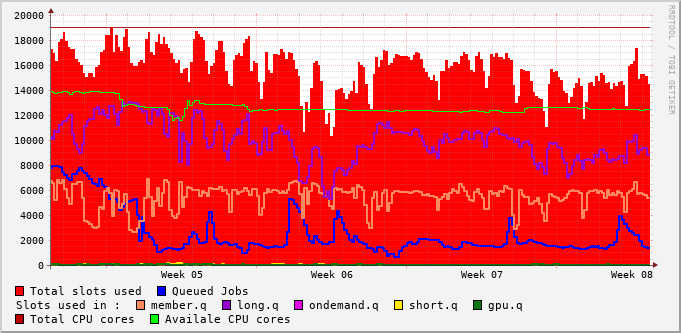 20000
18000
16000
14000
12000
10000
8000
6000
4000
2000
0
Week 05 Week 06 Week 07 Week 08
RRDTOOL / TOBI OETIKER
Total slots used Queued Jobs
Slots used in : member.q long.q ondemand.q short.q gpu.q
Total CPU cores Availale CPU cores